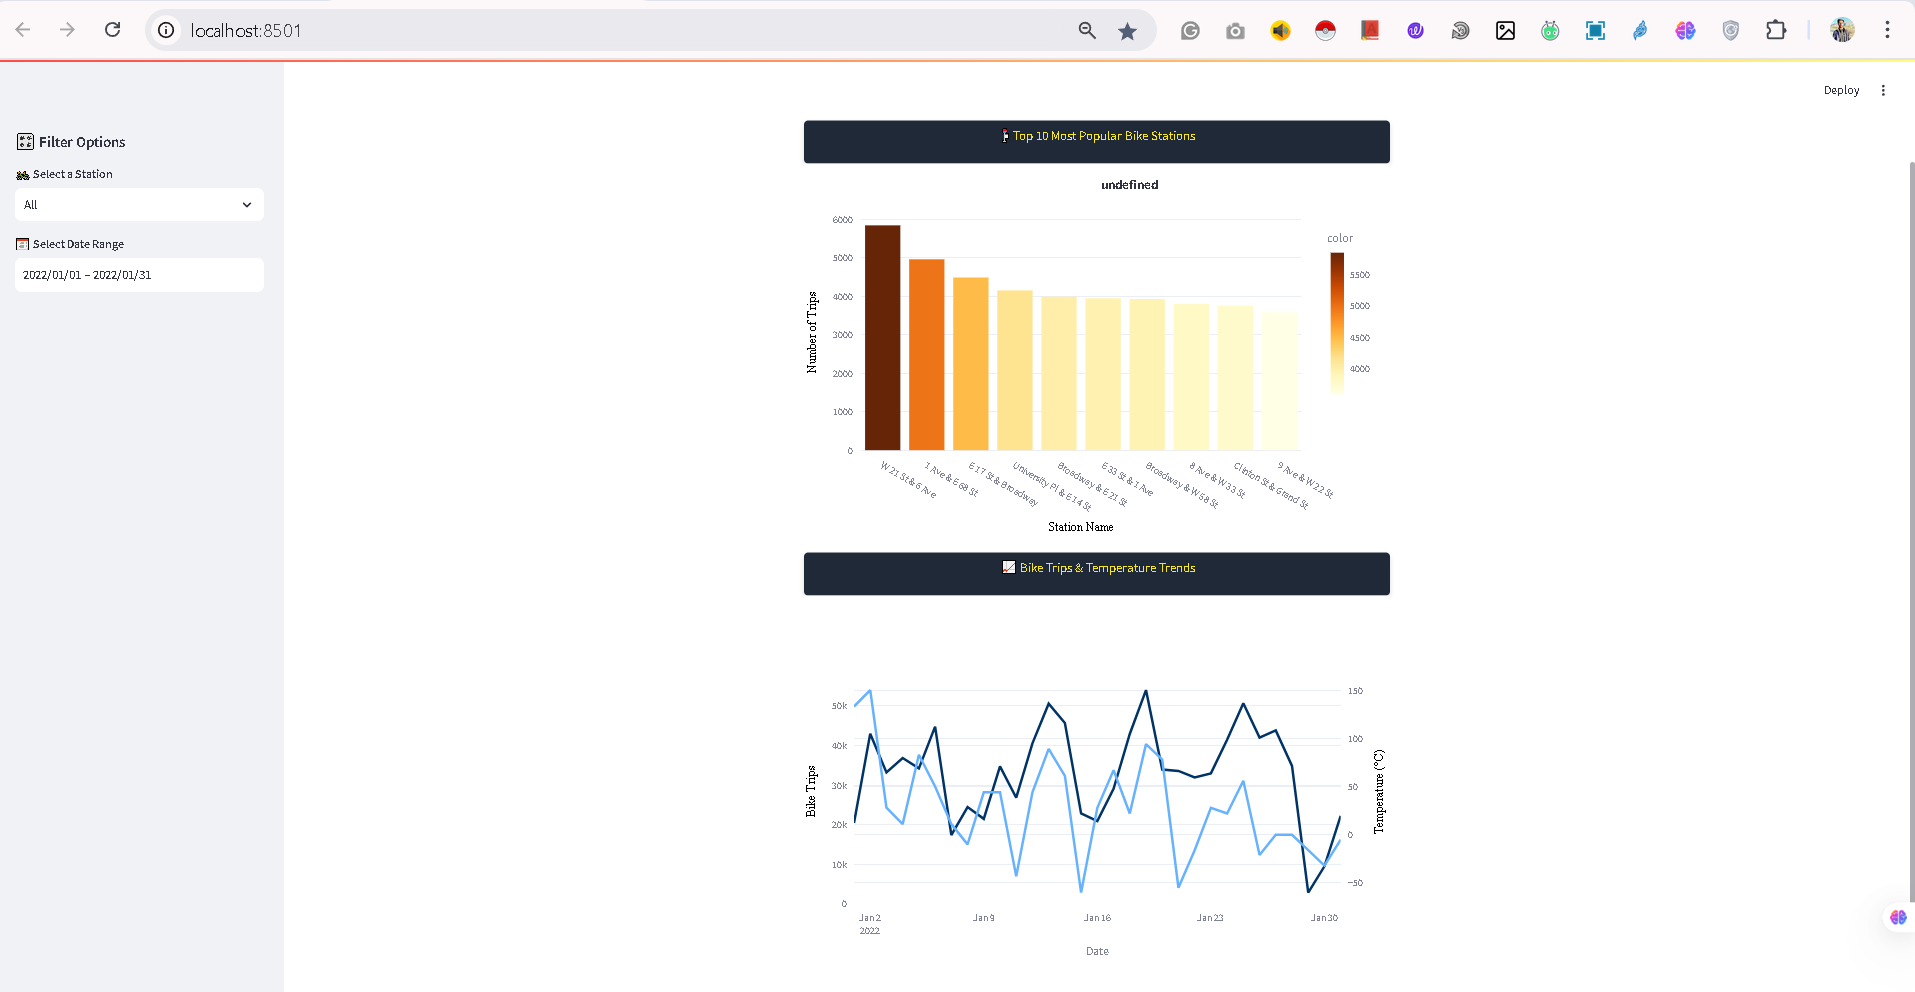 localhost:8501
Deploy
Filter Options
Select a Station
All
Select Date Range
2022/01/01 – 2022/01/31
Top 10 Most Popular Bike Stations
undefined
Number of Trips
6000
5000
4000
3000
2000
1000
0
color
5500
5000
4500
4000
W 21 St & 6 Ave
1 Ave & E 68 St
E 17 St & Broadway
University Pl & E 14 St
Broadway & E 21 St
E 33 St & 1 Ave
Broadway & W 58 St
8 Ave & W 33 St
Clinton St & Grand St
9 Ave & W 22 St
Station Name
Bike Trips & Temperature Trends
Bike Trips
50k
40k
30k
20k
10k
0
150
100
50
0
−50
Temperature (°C)
Jan 2
2022
Jan 9
Jan 16
Jan 23
Jan 30
Date